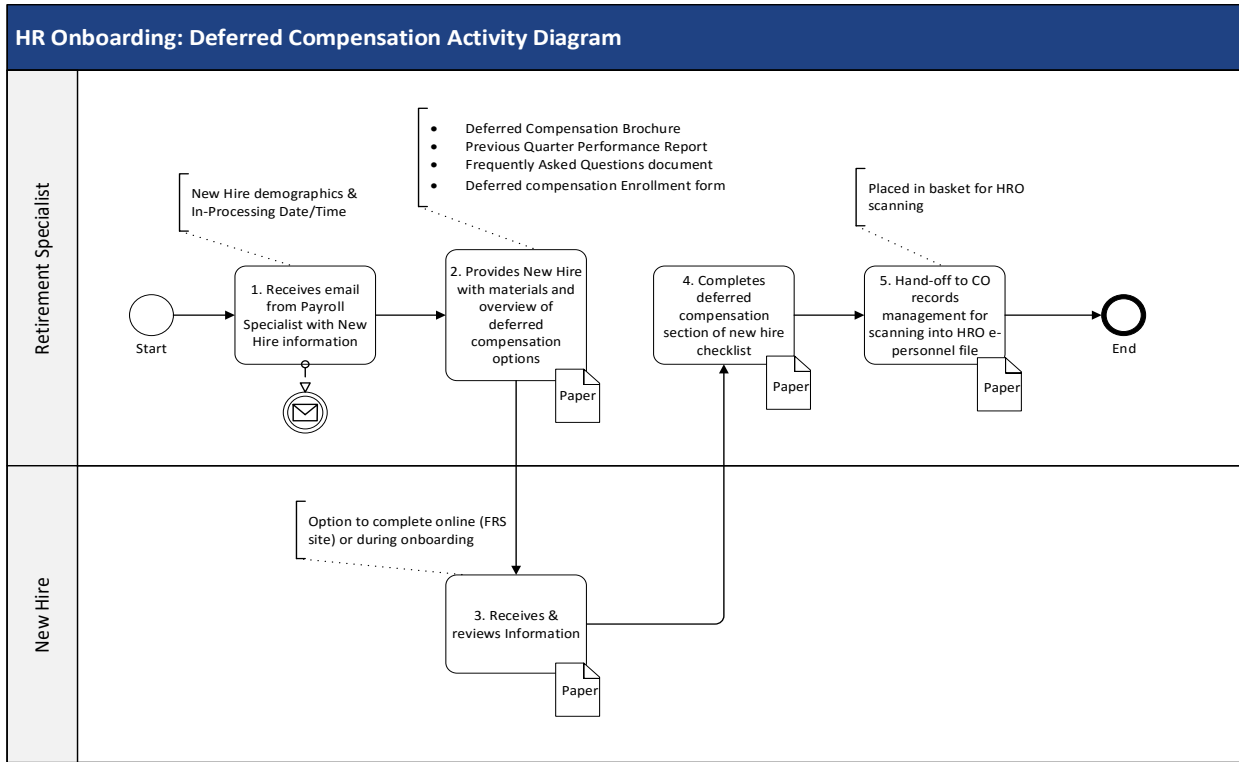 HR Onboarding: Deferred Compensation Activity Diagram
Retirement Specialist
• Deferred Compensation Brochure
• Previous Quarter Performance Report
• Frequently Asked Questions document
• Deferred compensation Enrollment form
New Hire demographics &
In-Processing Date/Time
Placed in basket for HRO
scanning
Start
1. Receives email
from Payroll
Specialist with New
Hire information
2. Provides New Hire
with materials and
overview of
deferred
compensation
options
Paper
4. Completes
deferred
compensation
section of new hire
checklist
Paper
5. Hand-off to CO
records
management for
scanning into HRO e-
personnel file
Paper
End
New Hire
Option to complete online (FRS
site) or during onboarding
3. Receives &
reviews Information
Paper